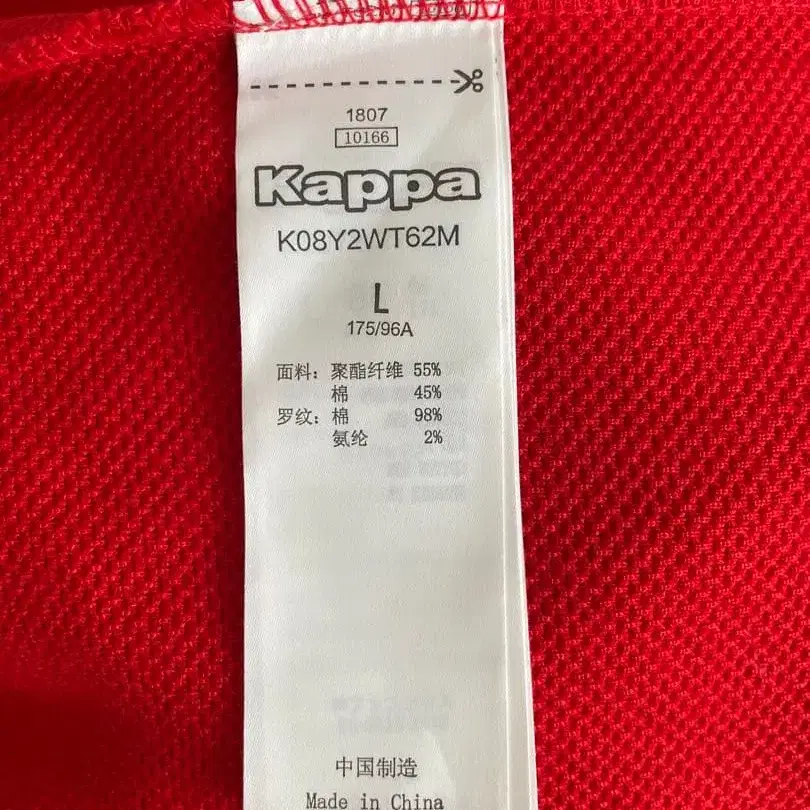 1807
10166
Kappa
K08Y2WT62M
L
175/96A
面料：聚酯纤维 55%
棉 45%
罗纹：棉 98%
氨纶 2%
中国制造
Made in China